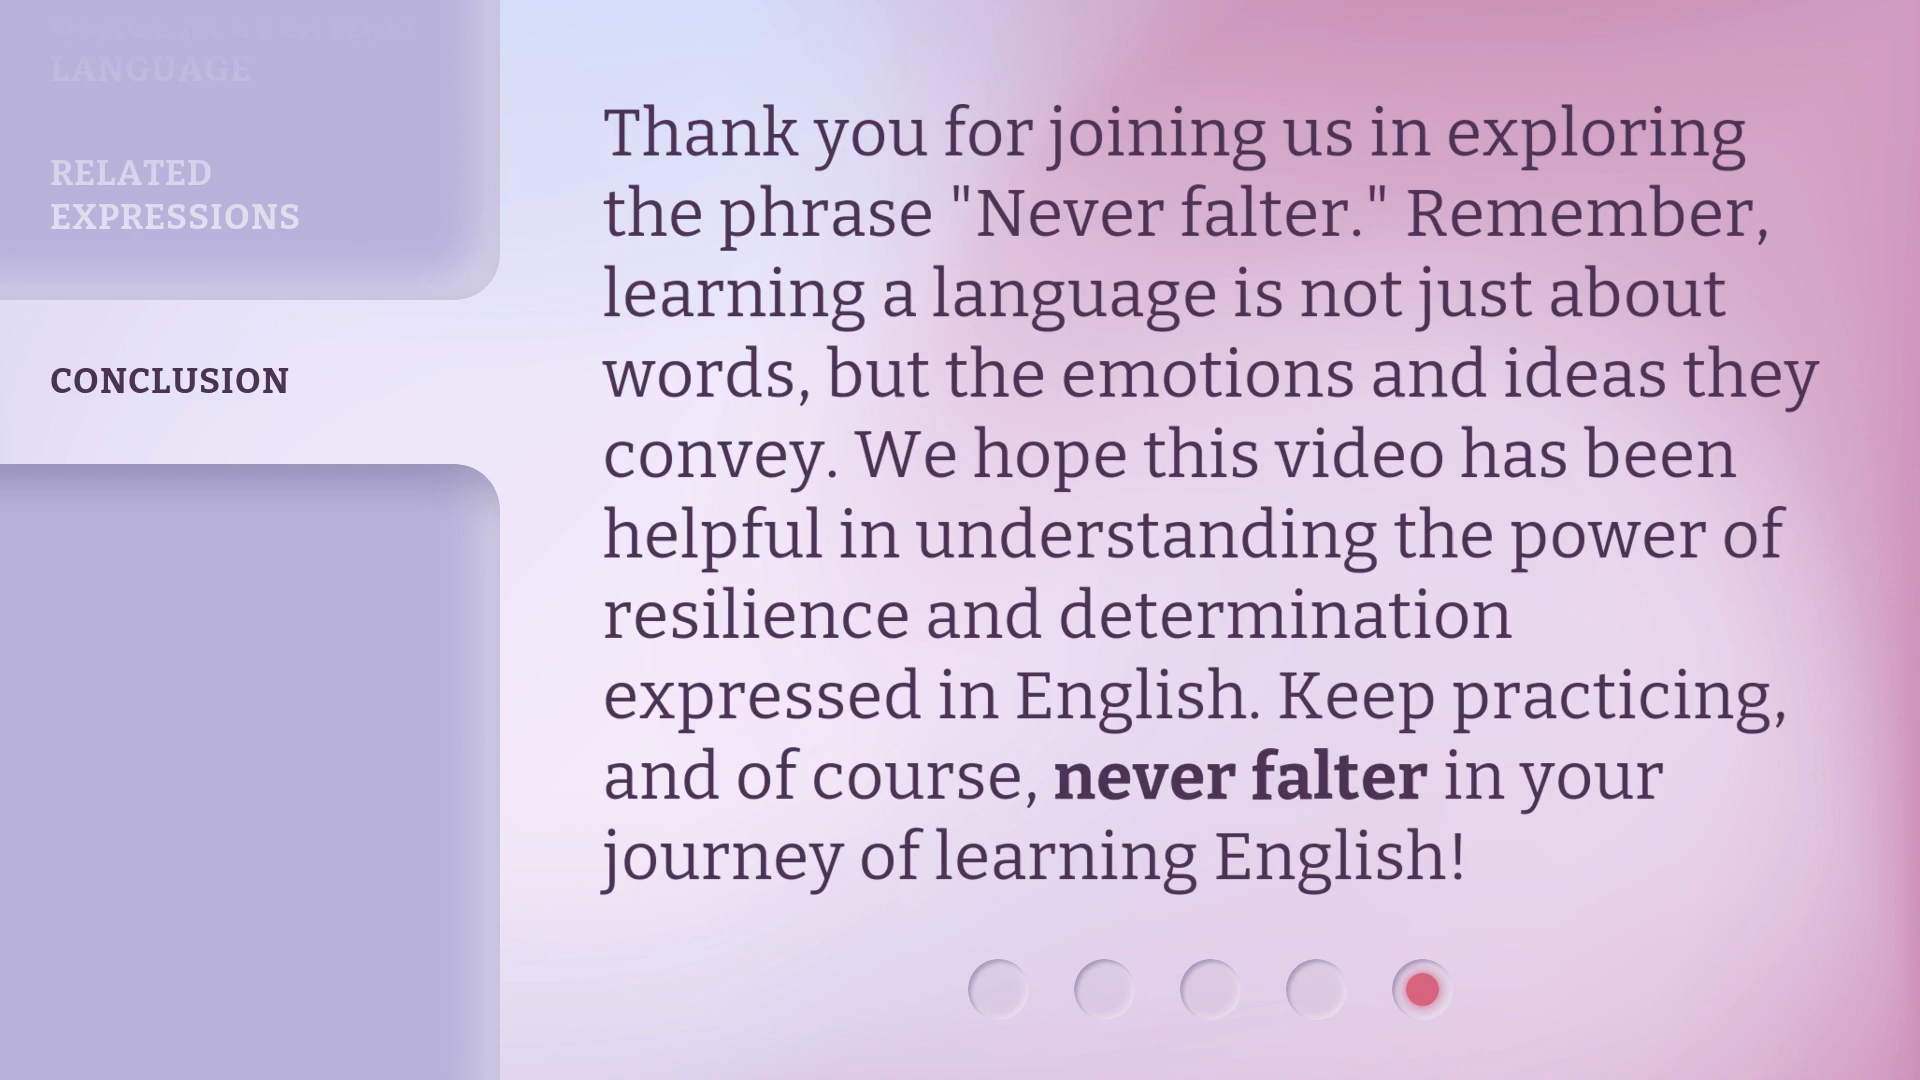 LANGUAGE
RELATED
EXPRESSIONS
CONCLUSION
Thank you for joining us in exploring
the phrase "Never falter." Remember,
learning a language is not just about
words, but the emotions and ideas they
convey. We hope this video has been
helpful in understanding the power of
resilience and determination
expressed in English. Keep practicing,
and of course, never falter in your
journey of learning English!